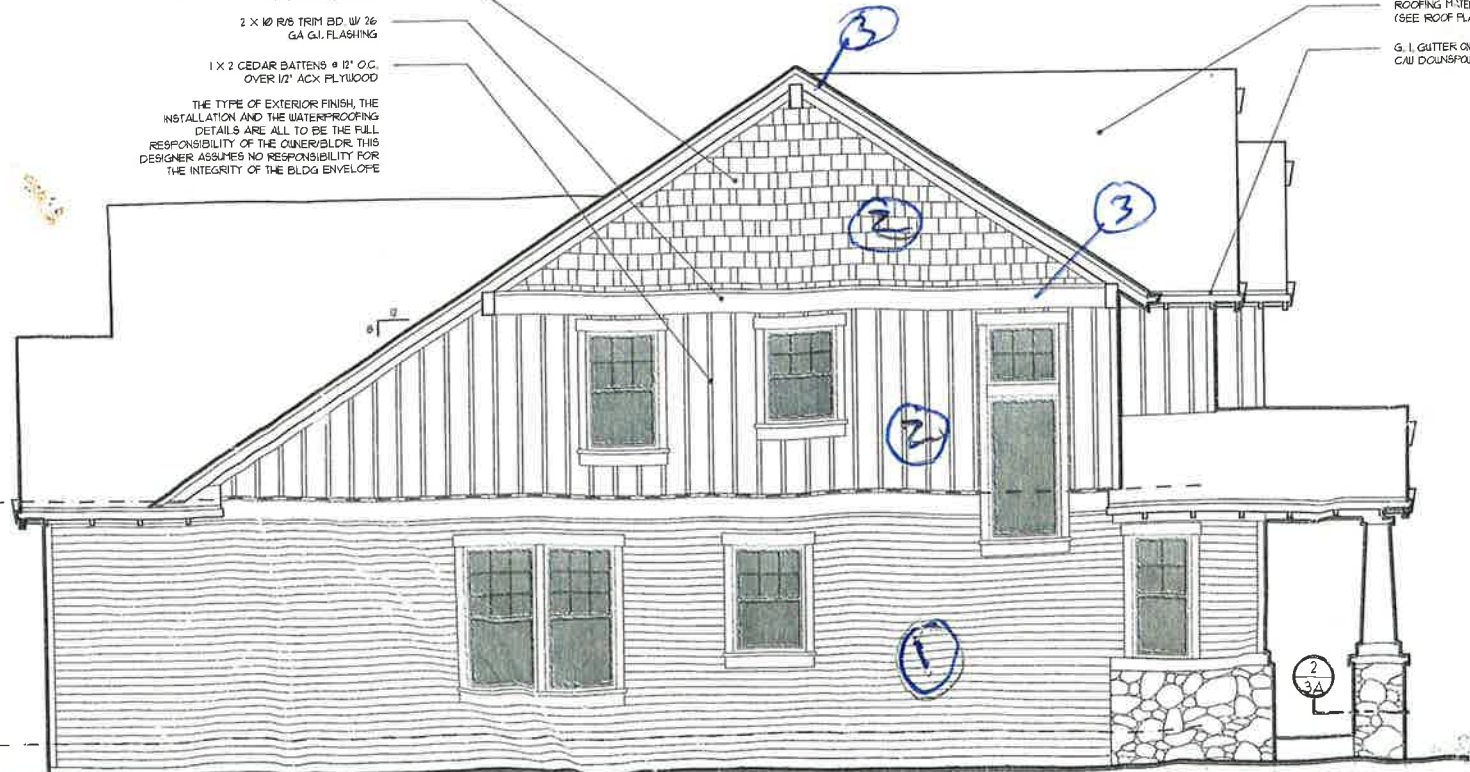 2 X 10 R/S TRIM BD. W/ 26
GA G.I. FLASHING
1 X 2 CEDAR BATTENS @ 12" O.C.
OVER 1/2" ACX PLYWOOD
THE TYPE OF EXTERIOR FINISH, THE
INSTALLATION AND THE WATERPROOFING
DETAILS ARE ALL TO BE THE FULL
RESPONSIBILITY OF THE OWNER/BLDR. THIS
DESIGNER ASSUMES NO RESPONSIBILITY FOR
THE INTEGRITY OF THE BLDG ENVELOPE
ROOFING
(SEE ROOF
G. I. GUTTER
C/W
3
2
3
12
8
2
1
2
3A